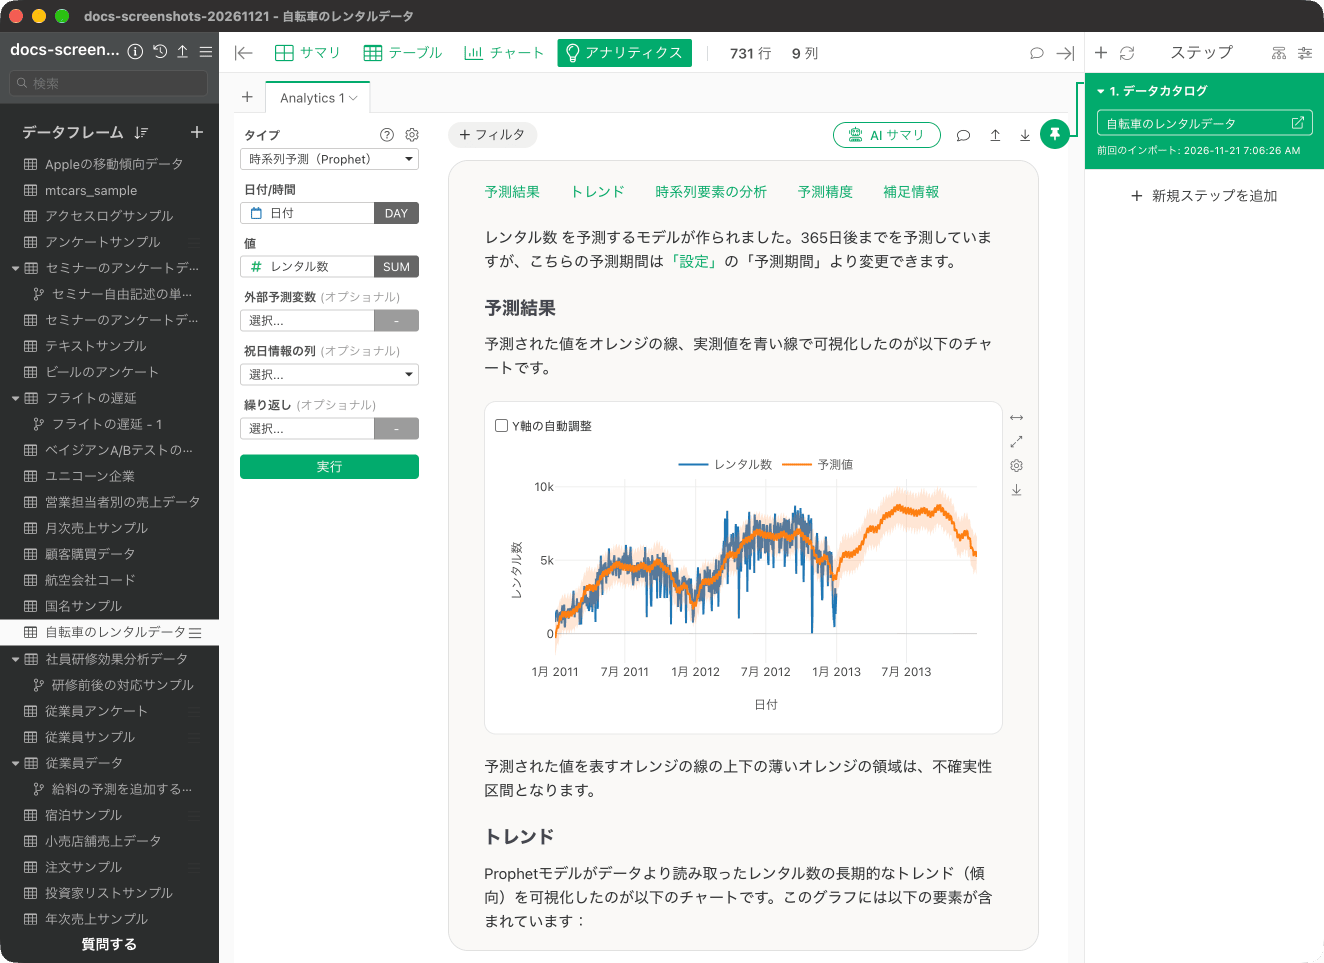 docs-screenshots-20261121 - 自転車のレンタルデータ
docs-screen...
検索
データフレーム
Appleの移動傾向データ
mtcars_sample
アクセスログサンプル
アンケートサンプル
セミナーのアンケートデ…
セミナー自由記述の単…
セミナーのアンケートデ…
テキストサンプル
ビールのアンケート
フライトの遅延
フライトの遅延 - 1
ベイジアンA/Bテストの…
ユニコーン企業
営業担当者別の売上データ
月次売上サンプル
顧客購買データ
航空会社コード
国名サンプル
自転車のレンタルデータ
社員研修効果分析データ
研修前後の対応サンプル
従業員アンケート
従業員サンプル
従業員データ
給料の予測を追加する…
宿泊サンプル
小売店舗売上データ
注文サンプル
投資家リストサンプル
年次売上サンプル
質問する
サマリ
テーブル
チャート
アナリティクス
731 行
9 列
+
Analytics 1
タイプ
時系列予測（Prophet）
日付/時間
日付
DAY
値
# レンタル数
SUM
外部予測変数 (オプショナル)
選択...
-
祝日情報の列 (オプショナル)
選択...
繰り返し (オプショナル)
選択...
-
実行
+ フィルタ
AI サマリ
予測結果
トレンド
時系列要素の分析
予測精度
補足情報
レンタル数 を予測するモデルが作られました。365日後までを予測していま
すが、こちらの予測期間は「設定」の「予測期間」より変更できます。
予測結果
予測された値をオレンジの線、実測値を青い線で可視化したのが以下のチャ
ートです。
Y軸の自動調整
レンタル数
予測値
10k
5k
0
レンタル数
1月 2011
7月 2011
1月 2012
7月 2012
1月 2013
7月 2013
日付
予測された値を表すオレンジの線の上下の薄いオレンジの領域は、不確実性
区間となります。
トレンド
Prophetモデルがデータより読み取ったレンタル数の長期的なトレンド（傾
向）を可視化したのが以下のチャートです。このグラフには以下の要素が含
まれています：
ステップ
1. データカタログ
自転車のレンタルデータ
前回のインポート: 2026-11-21 7:06:26 AM
+ 新規ステップを追加